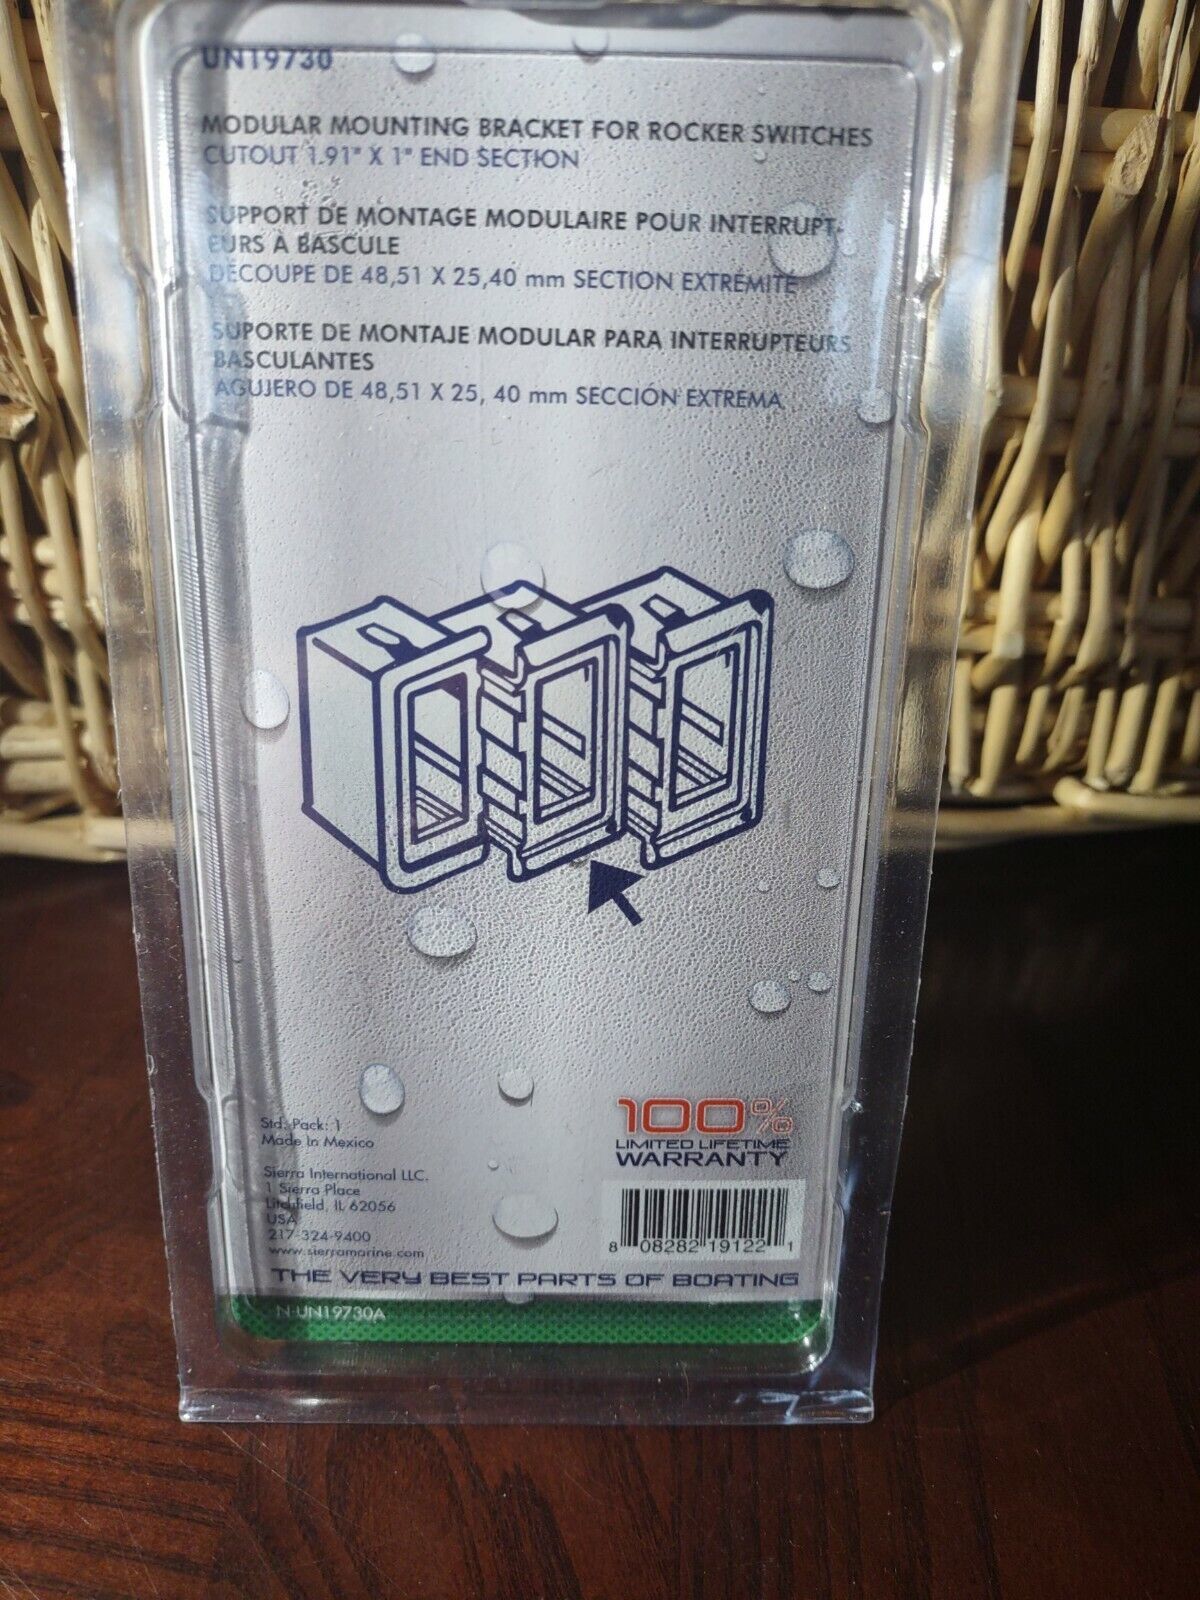 UN19730
MODULAR MOUNTING BRACKET FOR ROCKER SWITCHES
CUTOUT 1.91" X 1" END SECTION
SUPPORT DE MONTAGE MODULAIRE POUR INTERRUPT-
EURS À BASCULE
DÉCOUPE DE 48,51 X 25,40 mm SECTION EXTRÉMITÉ
SUPORTE DE MONTAJE MODULAR PARA INTERRUPTEURS
BASCULANTES
AGUJERO DE 48,51 X 25, 40 mm SECCIÓN EXTREMA
Std. Pack: 1
Made In Mexico
Sierra International LLC.
1 Sierra Place
Litchfield, IL 62056
USA
217-324-9400
www.sierramarine.com
100%
LIMITED LIFETIME
WARRANTY
8 08282 19122 1
THE VERY BEST PARTS OF BOATING
N-UN19730A